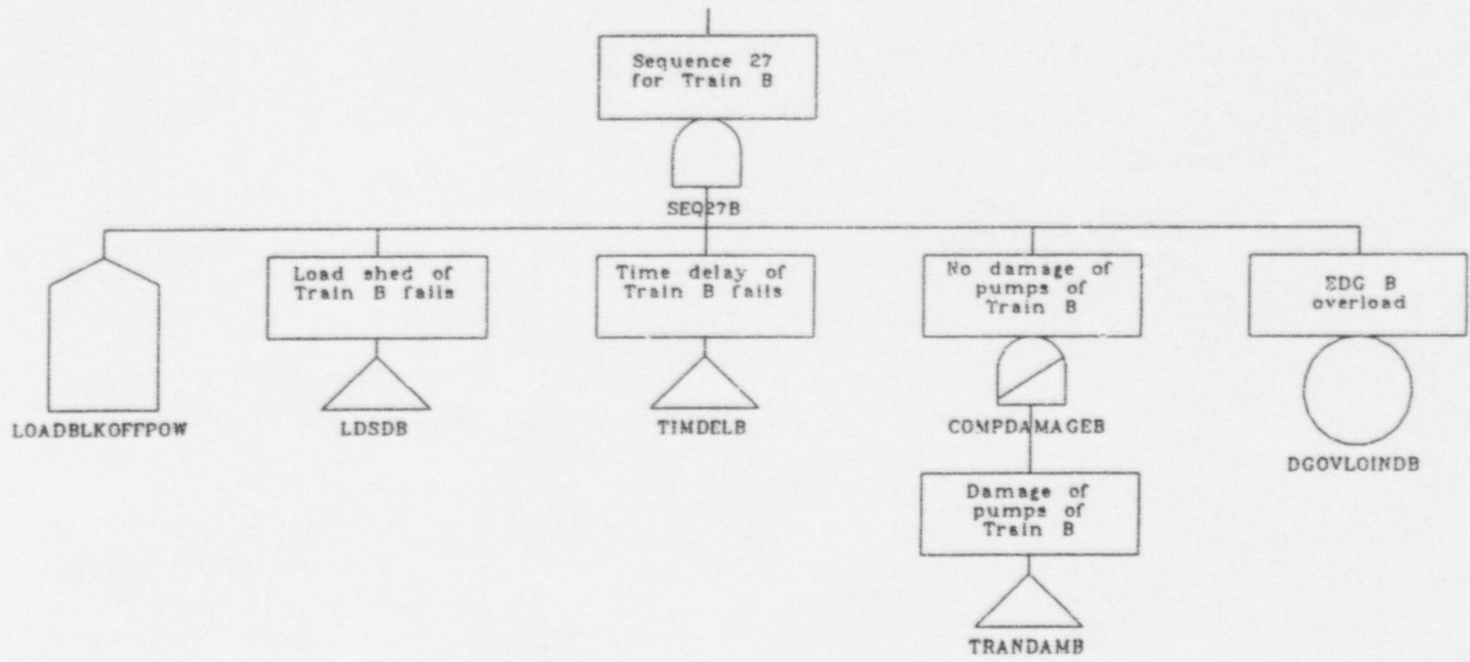 Sequence 27
for Train B
SEQ27B
Load shed of
Train B fails
Time delay of
Train B fails
No damage of
pumps of
Train B
EDG B
overload
LOADBLKOFFPOW
LDSDB
TIMDELB
COMPDAMAGEB
DGOVLOINDB
Damage of
pumps of
Train B
TRANDAMB